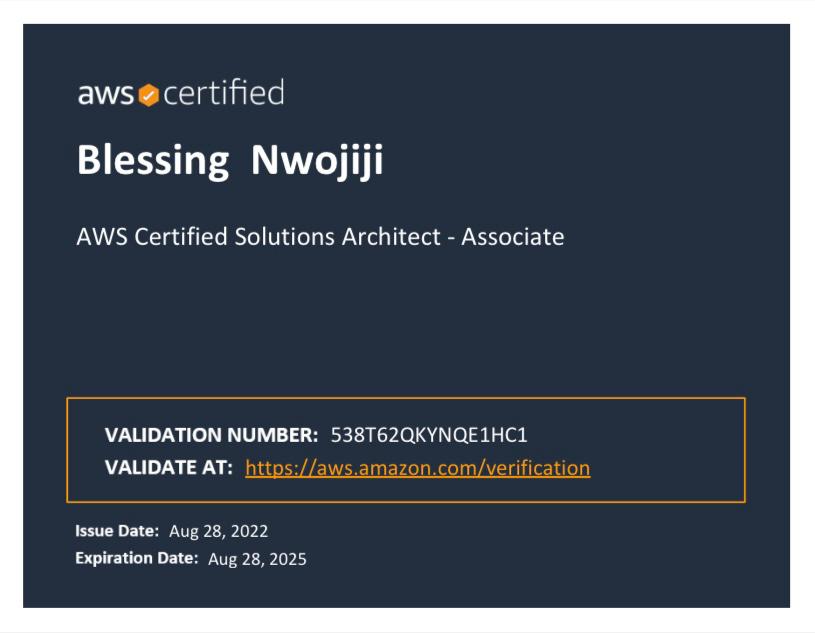 aws certified
Blessing Nwojiji
AWS Certified Solutions Architect - Associate
VALIDATION NUMBER: 538T62QKYNQE1HC1
VALIDATE AT: https://aws.amazon.com/verification
Issue Date: Aug 28, 2022
Expiration Date: Aug 28, 2025